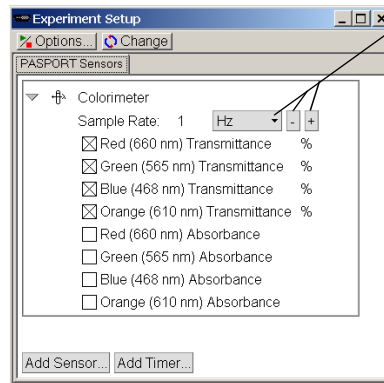 Experiment Setup
Options... Change
PASPORT Sensors
Colorimeter
Sample Rate: 1 Hz - +
Red (660 nm) Transmittance %
Green (565 nm) Transmittance %
Blue (468 nm) Transmittance %
Orange (610 nm) Transmittance %
Red (660 nm) Absorbance
Green (565 nm) Absorbance
Blue (468 nm) Absorbance
Orange (610 nm) Absorbance
Add Sensor... Add Timer...